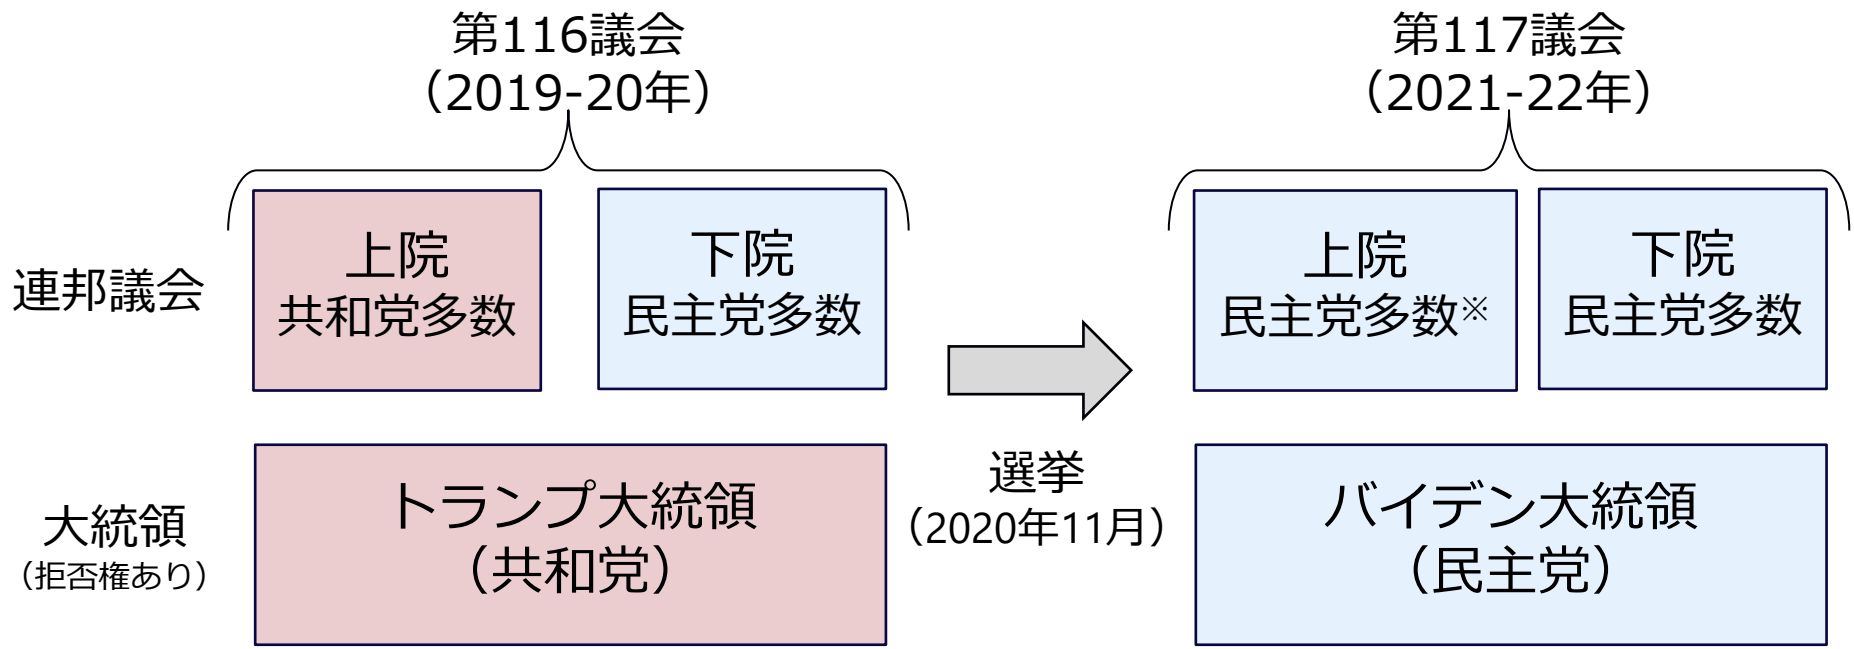 第116議会
（2019-20年）
第117議会
（2021-22年）
連邦議会
上院
共和党多数
下院
民主党多数
上院
民主党多数※
下院
民主党多数
選挙
（2020年11月）
大統領
（拒否権あり）
トランプ大統領
（共和党）
バイデン大統領
（民主党）